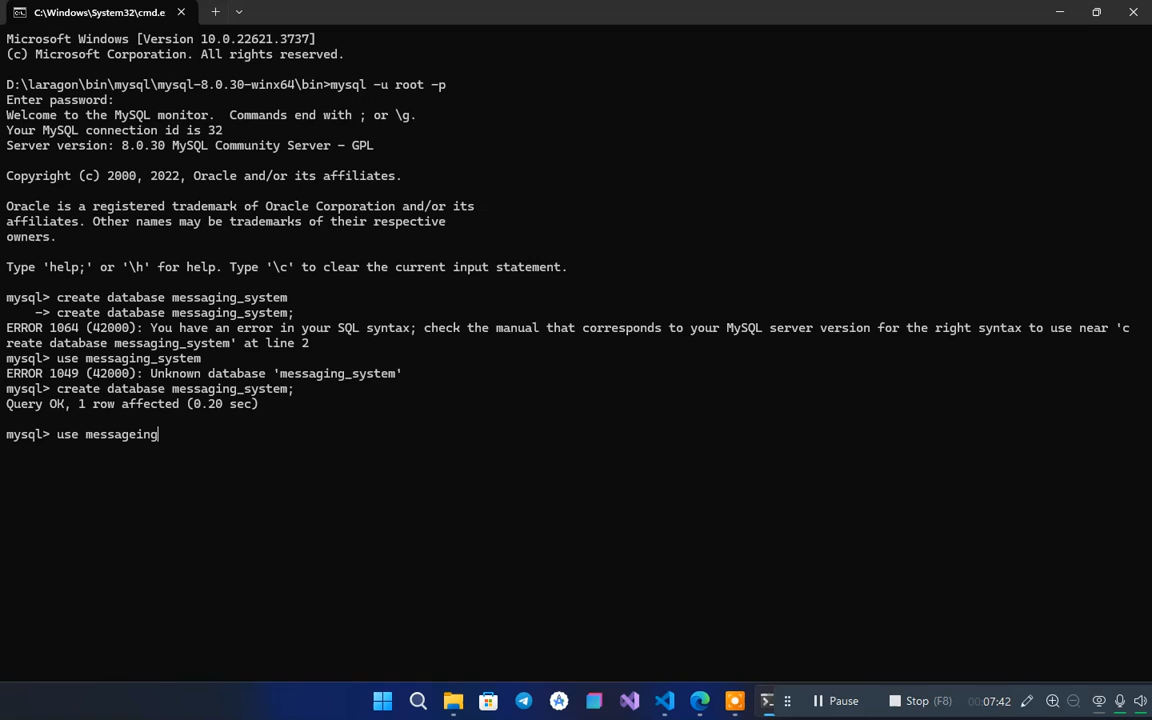 C:\Windows\System32\cmd.e
Microsoft Windows [Version 10.0.22621.3737]
(c) Microsoft Corporation. All rights reserved.
D:\laragon\bin\mysql\mysql-8.0.30-winx64\bin>mysql -u root -p
Enter password:
Welcome to the MySQL monitor.  Commands end with ; or \g.
Your MySQL connection id is 32
Server version: 8.0.30 MySQL Community Server - GPL
Copyright (c) 2000, 2022, Oracle and/or its affiliates.
Oracle is a registered trademark of Oracle Corporation and/or its
affiliates. Other names may be trademarks of their respective
owners.
Type 'help;' or '\h' for help. Type '\c' to clear the current input statement.
mysql> create database messaging_system
    -> create database messaging_system;
ERROR 1064 (42000): You have an error in your SQL syntax; check the manual that corresponds to your MySQL server version for the right syntax to use near 'c
reate database messaging_system' at line 2
mysql> use messaging_system
ERROR 1049 (42000): Unknown database 'messaging_system'
mysql> create database messaging_system;
Query OK, 1 row affected (0.20 sec)
mysql> use messageing
Pause Stop (F8) 00:07:42